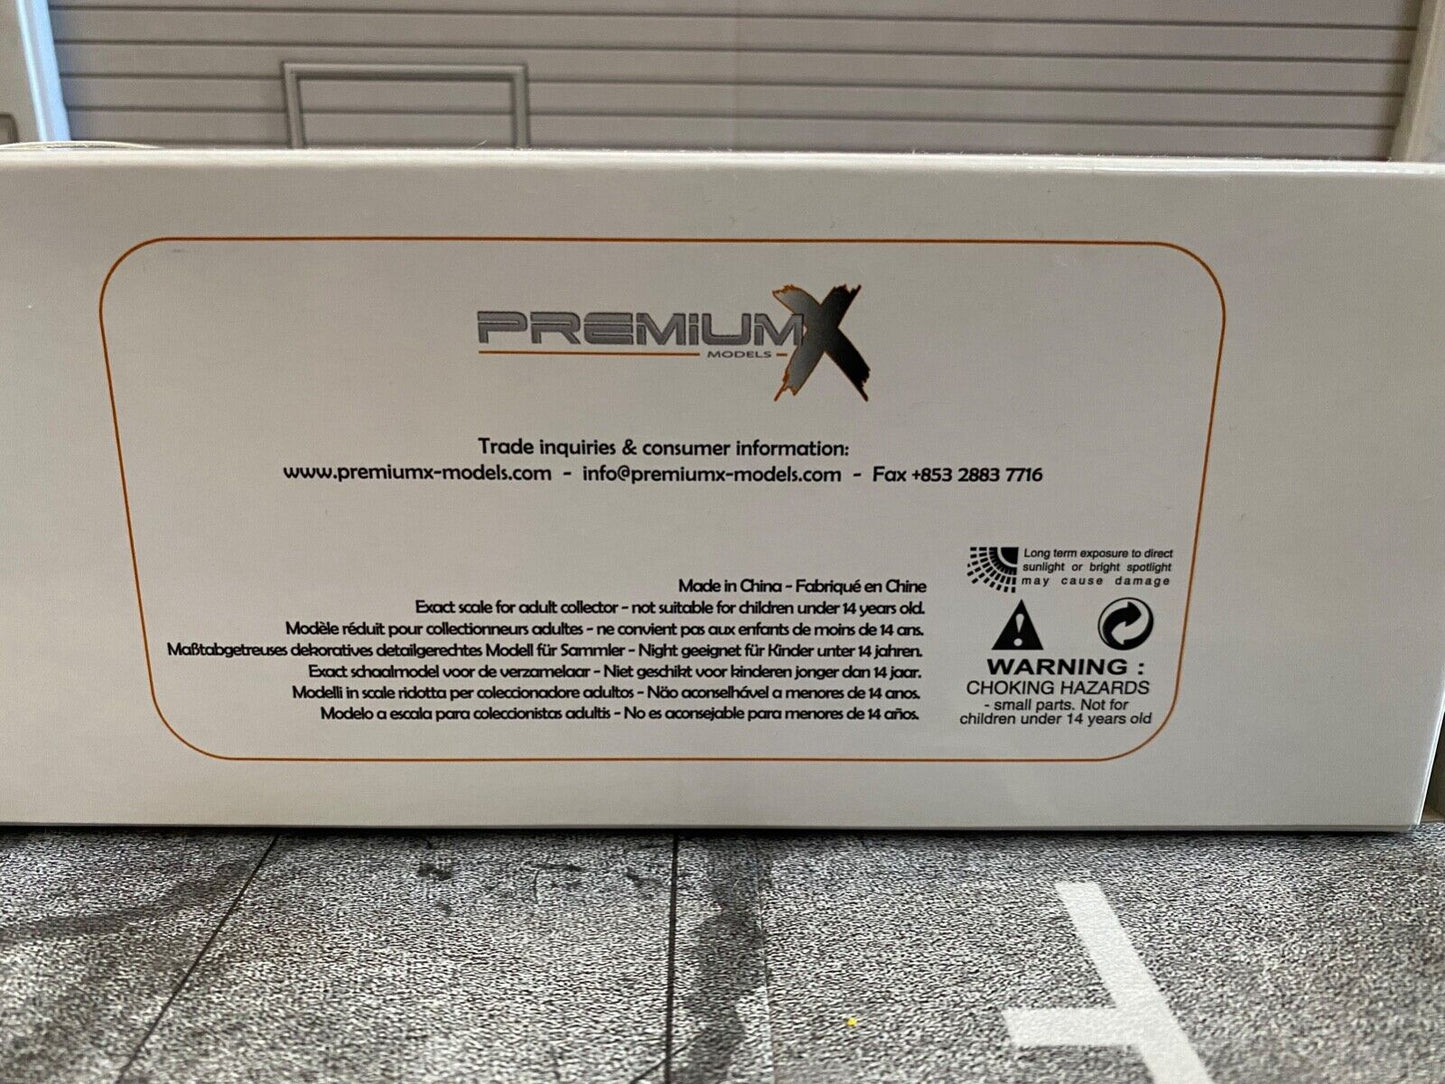 PREMiUM X
MODELS
Trade inquiries & consumer information:
www.premiumx-models.com - info@premiumx-models.com - Fax +853 2883 7716
Long term exposure to direct
sunlight or bright spotlight
may cause damage
Made in China - Fabriqué en Chine
Exact scale for adult collector - not suitable for children under 14 years old.
Modèle réduit pour collectionneurs adultes - ne convient pas aux enfants de moins de 14 ans.
Maßtabgetreuses dekoratives detailgerechtes Modell für Sammler - Night geeignet für Kinder unter 14 jahren.
Exact schaalmodel voor de verzamelaar - Niet geschikt voor kinderen jonger dan 14 jaar.
Modelli in scale ridotta per coleccionadore adultos - Não aconselhável a menores de 14 anos.
Modelo a escala para coleccionistas adultis - No es aconsejable para menores de 14 años.
WARNING :
CHOKING HAZARDS
- small parts. Not for
children under 14 years old